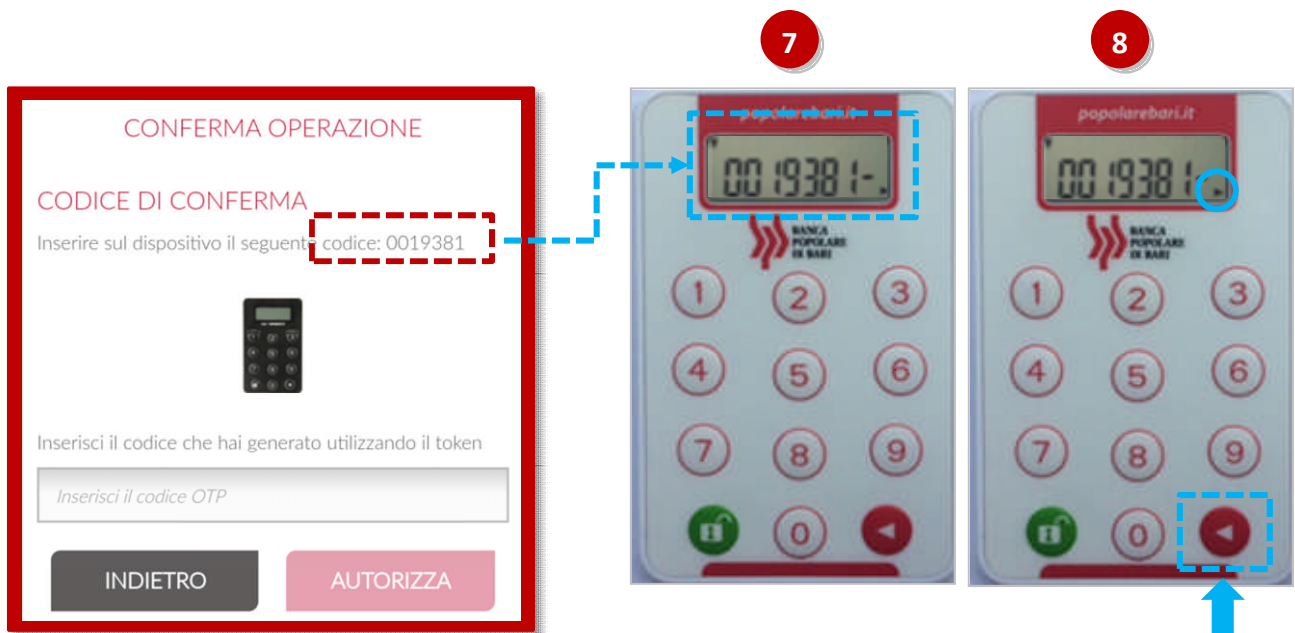 7
8
CONFERMA OPERAZIONE
CODICE DI CONFERMA
Inserire sul dispositivo il seguente codice: 0019381
Inserisci il codice che hai generato utilizzando il token
Inserisci il codice OTP
INDIETRO
AUTORIZZA
popolarebari.it
0019381-
BANCA
POPOLARE
DI BARI
1
2
3
4
5
6
7
8
9
0
popolarebari.it
0019381-
BANCA
POPOLARE
DI BARI
1
2
3
4
5
6
7
8
9
0